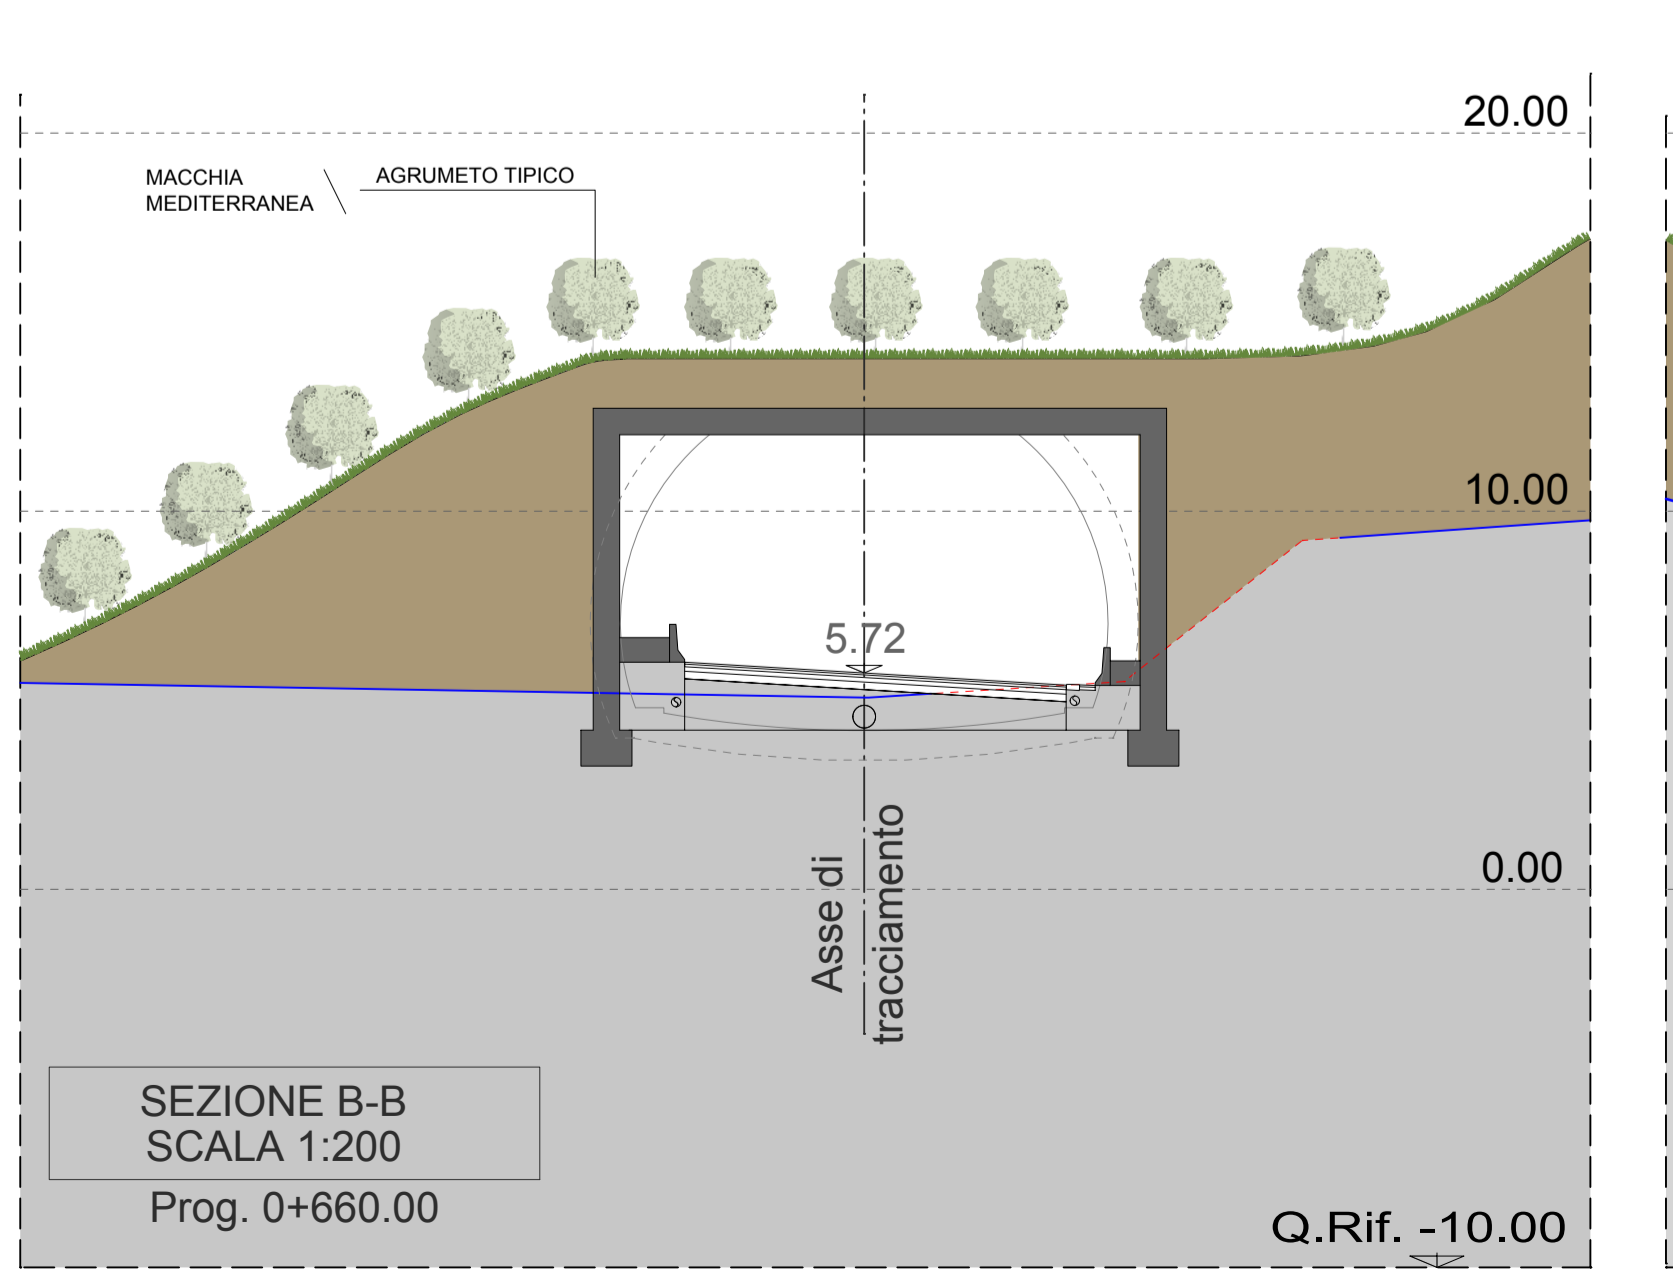 20.00
MACCHIA
MEDITERRANEA
AGRUMETO TIPICO
10.00
5.72
0.00
Asse di
tracciamento
SEZIONE B-B
SCALA 1:200
Prog. 0+660.00
Q.Rif. -10.00